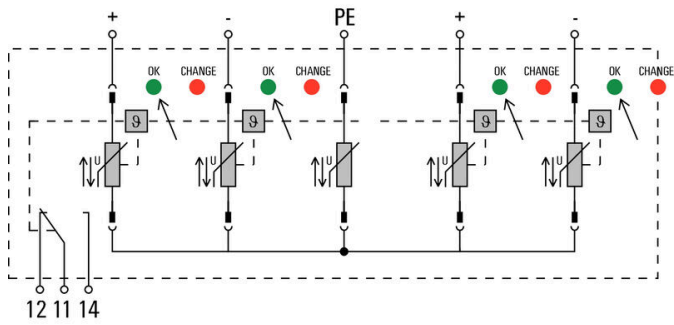 + - PE + -
OK CHANGE OK CHANGE OK CHANGE OK CHANGE
ϑ ϑ ϑ ϑ
U U U U U
12 11 14